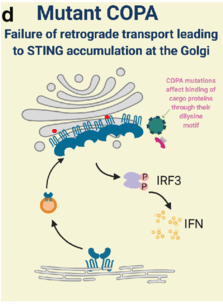 d
Mutant COPA
Failure of retrograde transport leading
to STING accumulation at the Golgi
COPA mutations
affect binding of
cargo proteins
through their
dilysine
motif
P
IRF3
P
IFN